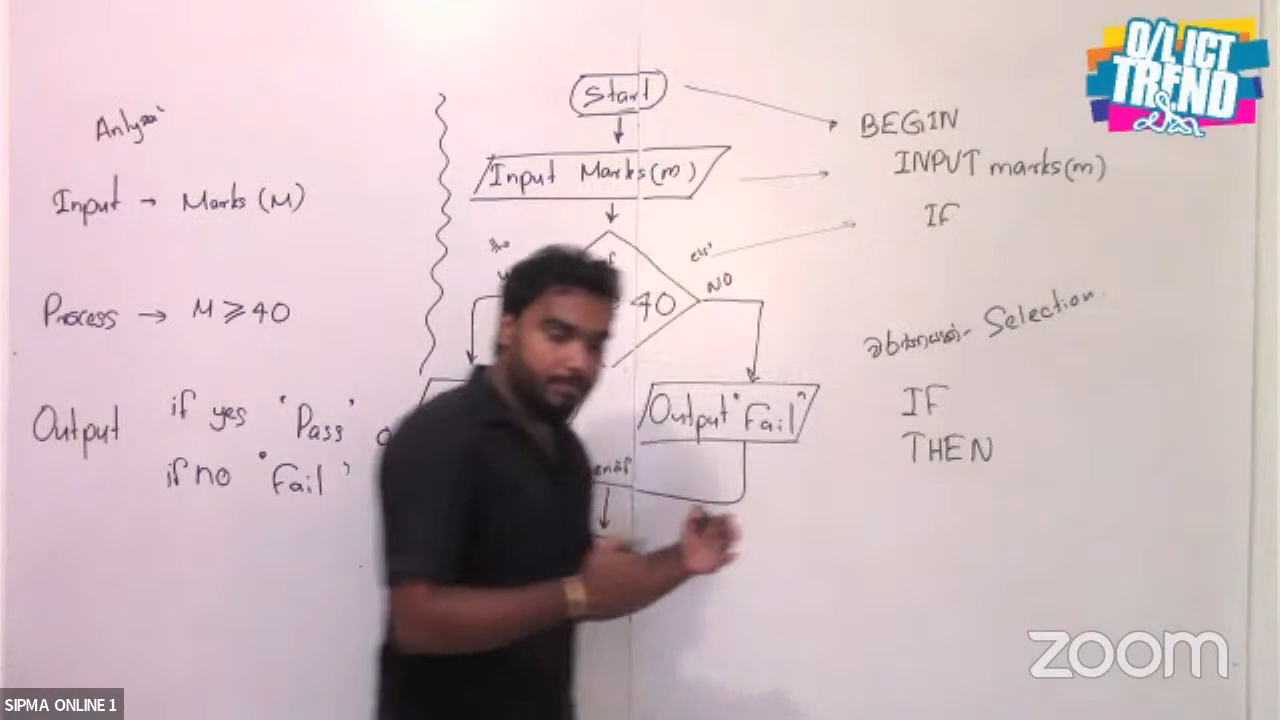 Input → Marks (M)
Process → M ≥ 40
Output if yes "Pass"
if no "Fail"
Start
Input Marks (m)
40
NO
Output "Fail"
endif
BEGIN
INPUT marks(m)
IF
Selection
IF
THEN
O/L ICT
TREND
zoom
SIPMA ONLINE 1